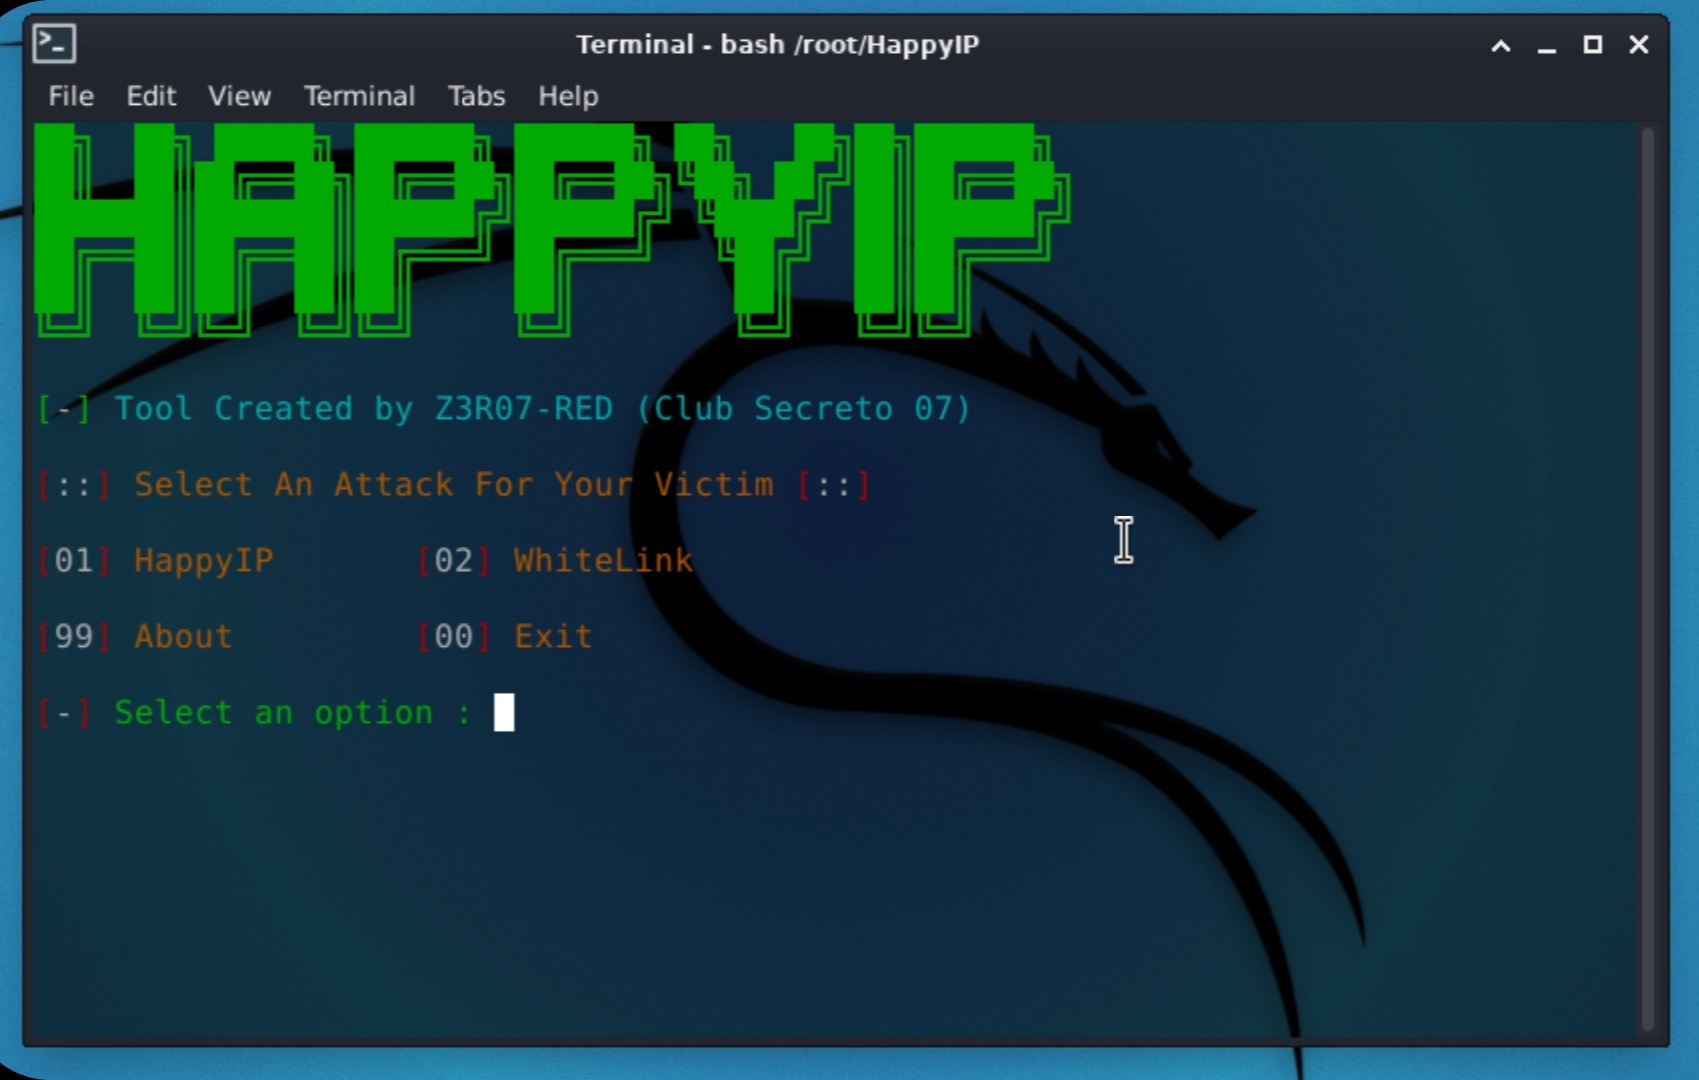 Terminal - bash /root/HappyIP
File Edit View Terminal Tabs Help
HAPPYIP
[-] Tool Created by Z3R07-RED (Club Secreto 07)
[::] Select An Attack For Your Victim [::]
[01] HappyIP [02] WhiteLink
[99] About [00] Exit
[-] Select an option :